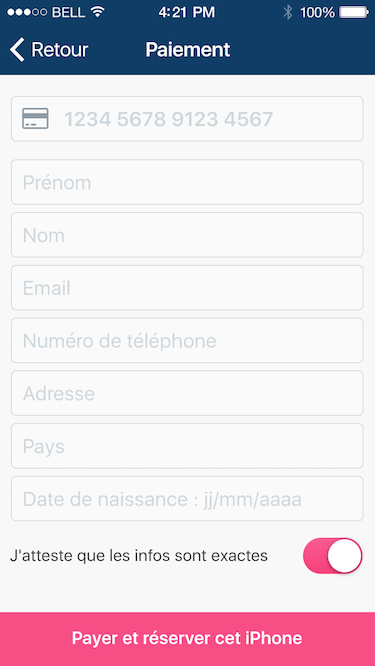 BELL 4:21 PM 100%
Retour Paiement
1234 5678 9123 4567
Prénom
Nom
Email
Numéro de téléphone
Adresse
Pays
Date de naissance : jj/mm/aaaa
J'atteste que les infos sont exactes
Payer et réserver cet iPhone